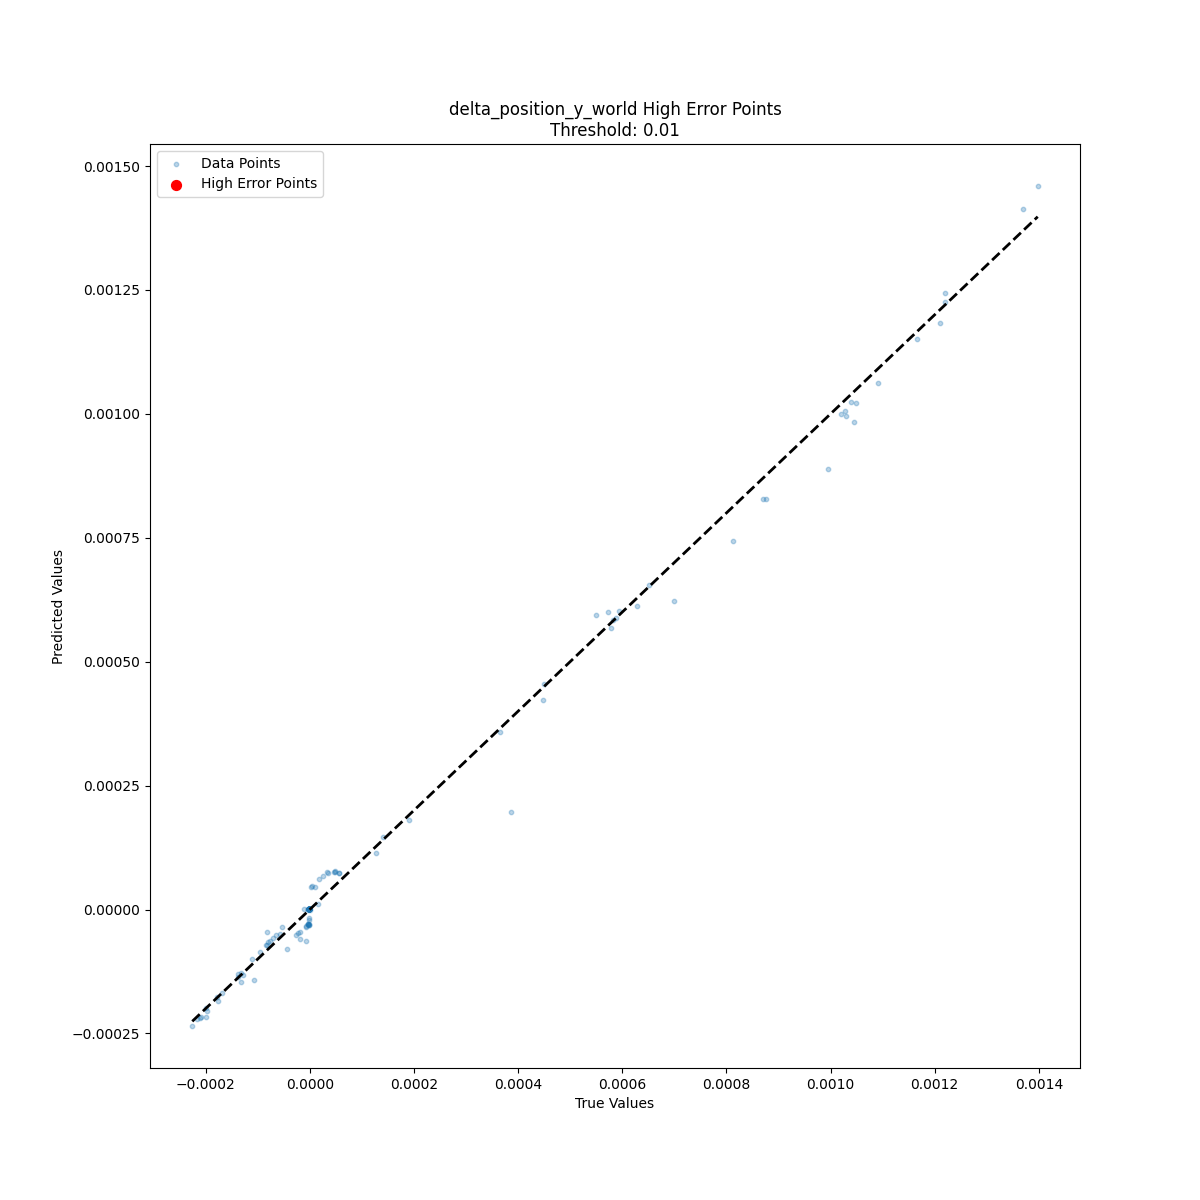 delta_position_y_world High Error Points
Threshold: 0.01
Data Points
High Error Points
0.00150
0.00125
0.00100
0.00075
0.00050
0.00025
0.00000
−0.00025
Predicted Values
−0.0002 0.0000 0.0002 0.0004 0.0006 0.0008 0.0010 0.0012 0.0014
True Values